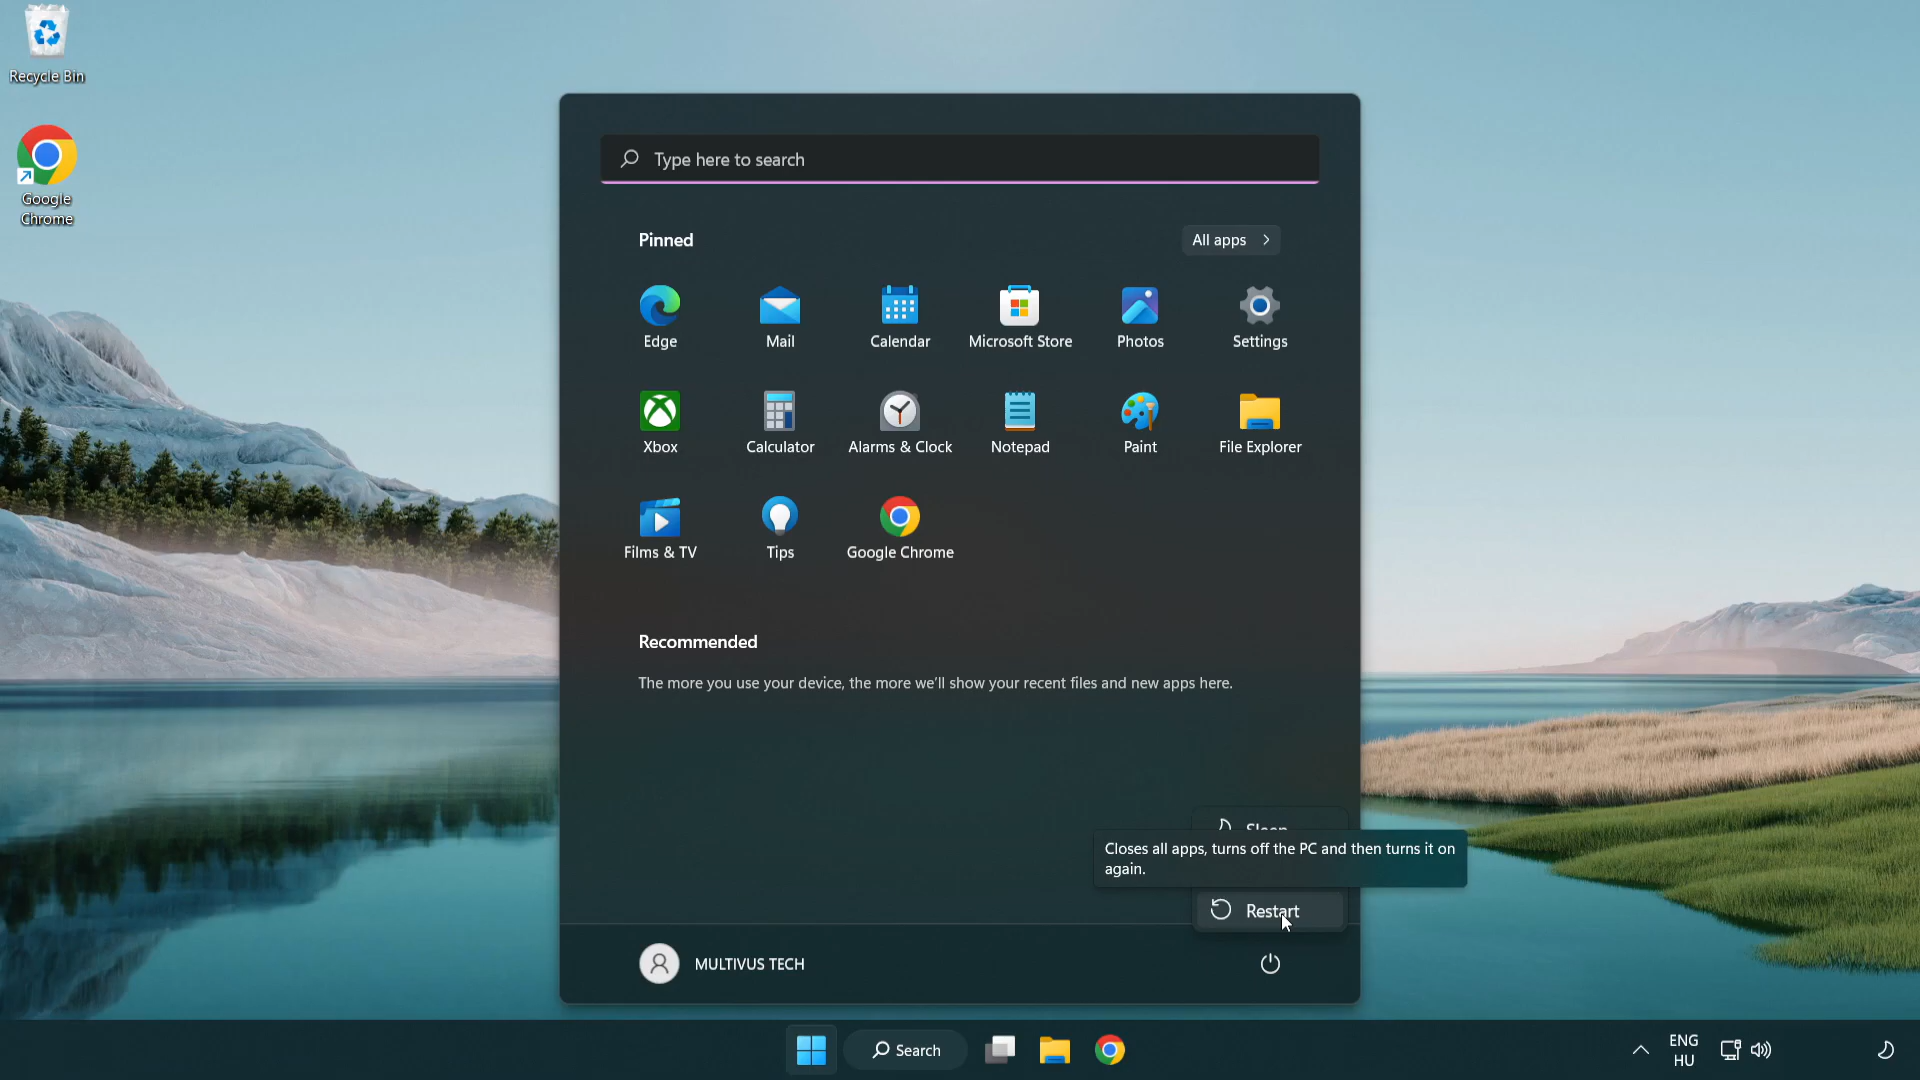 Recycle Bin
Google
Chrome
Type here to search
Pinned
All apps
Edge
Mail
Calendar
Microsoft Store
Photos
Settings
Xbox
Calculator
Alarms & Clock
Notepad
Paint
File Explorer
Films & TV
Tips
Google Chrome
Recommended
The more you use your device, the more we'll show your recent files and new apps here.
Sleep
Closes all apps, turns off the PC and then turns it on
again.
Restart
MULTIVUS TECH
Search
ENG
HU